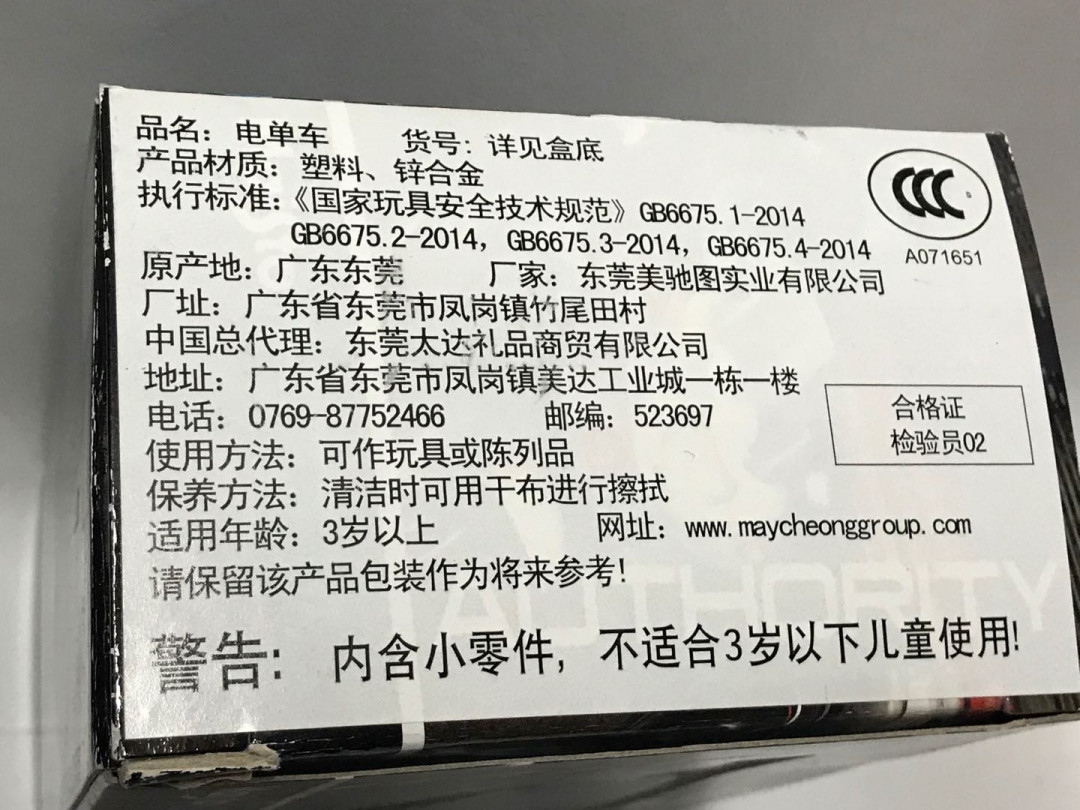 品名：电单车 货号：详见盒底
产品材质：塑料、锌合金
执行标准：《国家玩具安全技术规范》GB6675.1-2014
GB6675.2-2014，GB6675.3-2014，GB6675.4-2014
CCC
S
A071651
原产地：广东东莞 厂家：东莞美驰图实业有限公司
厂址：广东省东莞市凤岗镇竹尾田村
中国总代理：东莞太达礼品商贸有限公司
地址：广东省东莞市凤岗镇美达工业城一栋一楼
电话：0769-87752466 邮编：523697
合格证
检验员02
使用方法：可作玩具或陈列品
保养方法：清洁时可用干布进行擦拭
适用年龄：3岁以上 网址：www.maycheonggroup.com
请保留该产品包装作为将来参考！
AUTHORITY
警告：内含小零件，不适合3岁以下儿童使用！